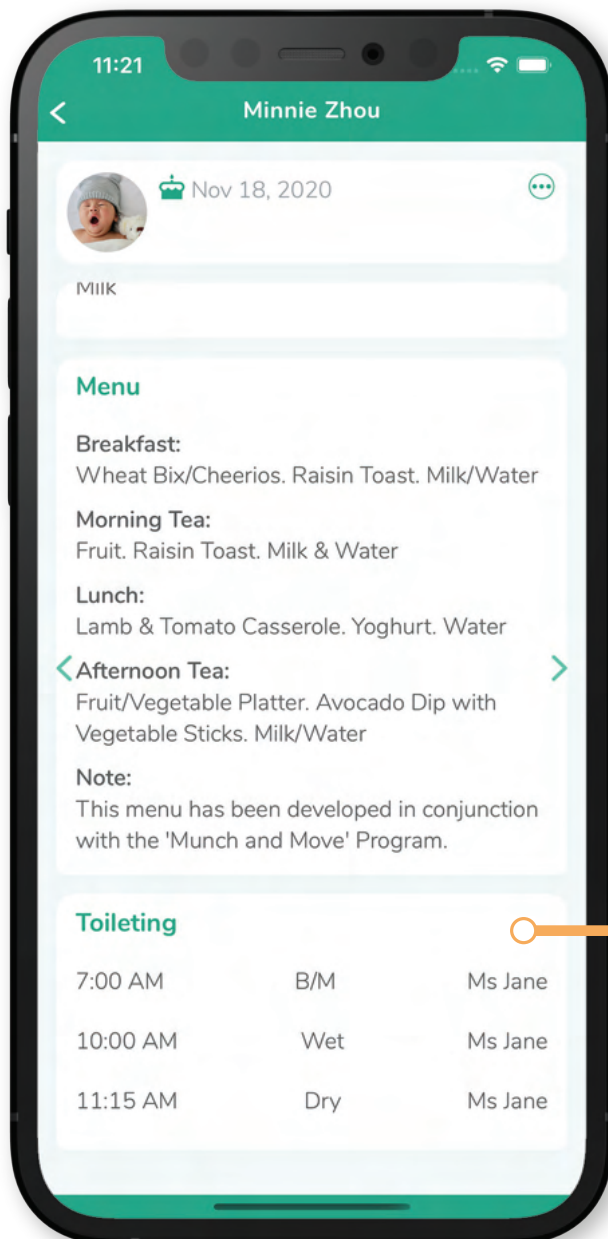 11:21
Minnie Zhou
Nov 18, 2020
Milk
Menu
Breakfast:
Wheat Bix/Cheerios. Raisin Toast. Milk/Water
Morning Tea:
Fruit. Raisin Toast. Milk & Water
Lunch:
Lamb & Tomato Casserole. Yoghurt. Water
Afternoon Tea:
Fruit/Vegetable Platter. Avocado Dip with
Vegetable Sticks. Milk/Water
Note:
This menu has been developed in conjunction
with the 'Munch and Move' Program.
Toileting
7:00 AM B/M Ms Jane
10:00 AM Wet Ms Jane
11:15 AM Dry Ms Jane